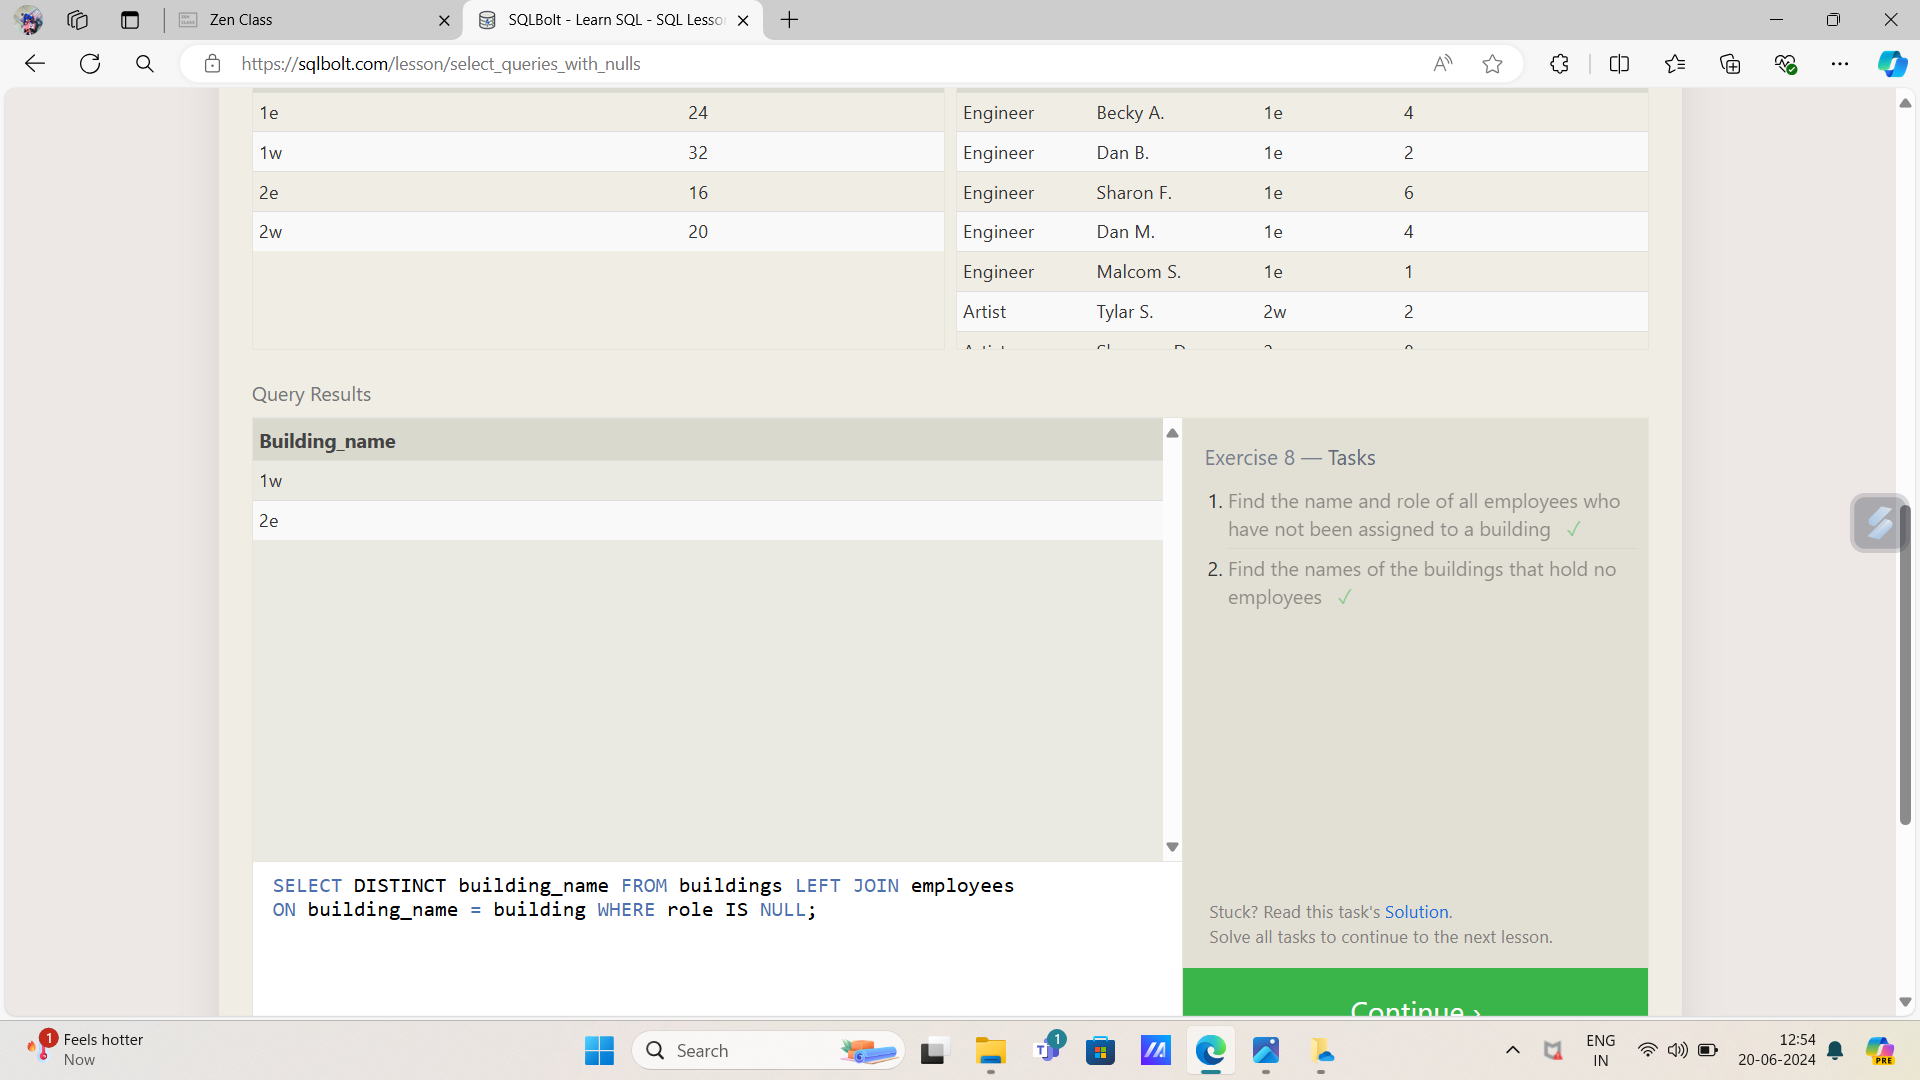 Zen Class
SQLBolt - Learn SQL - SQL Lesso
https://sqlbolt.com/lesson/select_queries_with_nulls
1e 24
1w 32
2e 16
2w 20
Engineer Becky A. 1e 4
Engineer Dan B. 1e 2
Engineer Sharon F. 1e 6
Engineer Dan M. 1e 4
Engineer Malcom S. 1e 1
Artist Tylar S. 2w 2
Query Results
Building_name
1w
2e
Exercise 8 — Tasks
1. Find the name and role of all employees who
have not been assigned to a building ✓
2. Find the names of the buildings that hold no
employees ✓
SELECT DISTINCT building_name FROM buildings LEFT JOIN employees
ON building_name = building WHERE role IS NULL;
Stuck? Read this task's Solution.
Solve all tasks to continue to the next lesson.
Continue ›
1
Feels hotter
Now
Search
1
ENG
IN
12:54
20-06-2024
PRE